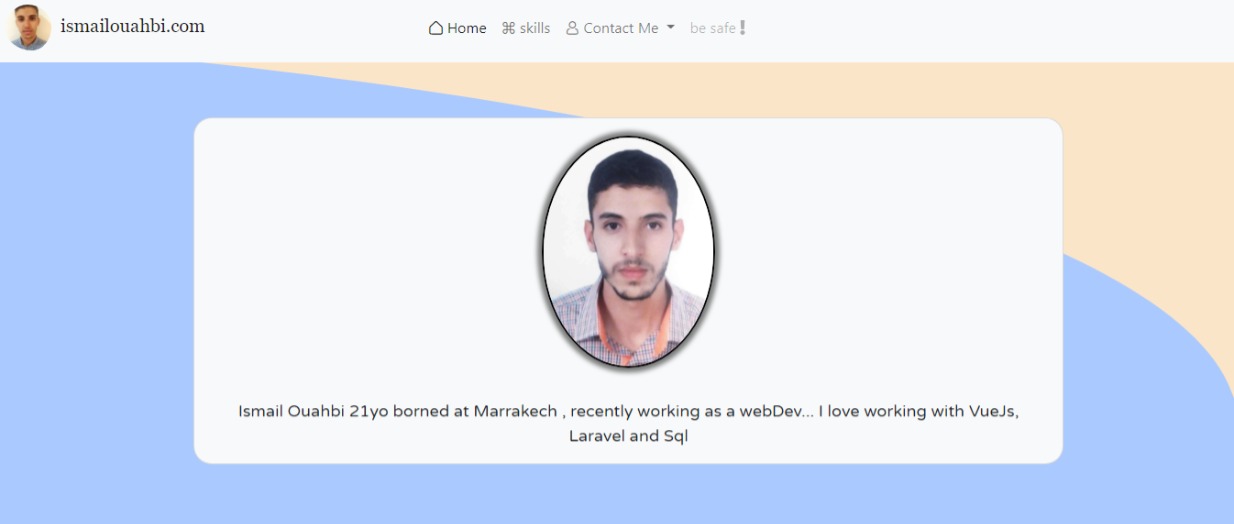 ismailouahbi.com
Home
skills
Contact Me
be safe❗
Ismail Ouahbi 21yo borned at Marrakech , recently working as a webDev... I love working with VueJs,
Laravel and Sql